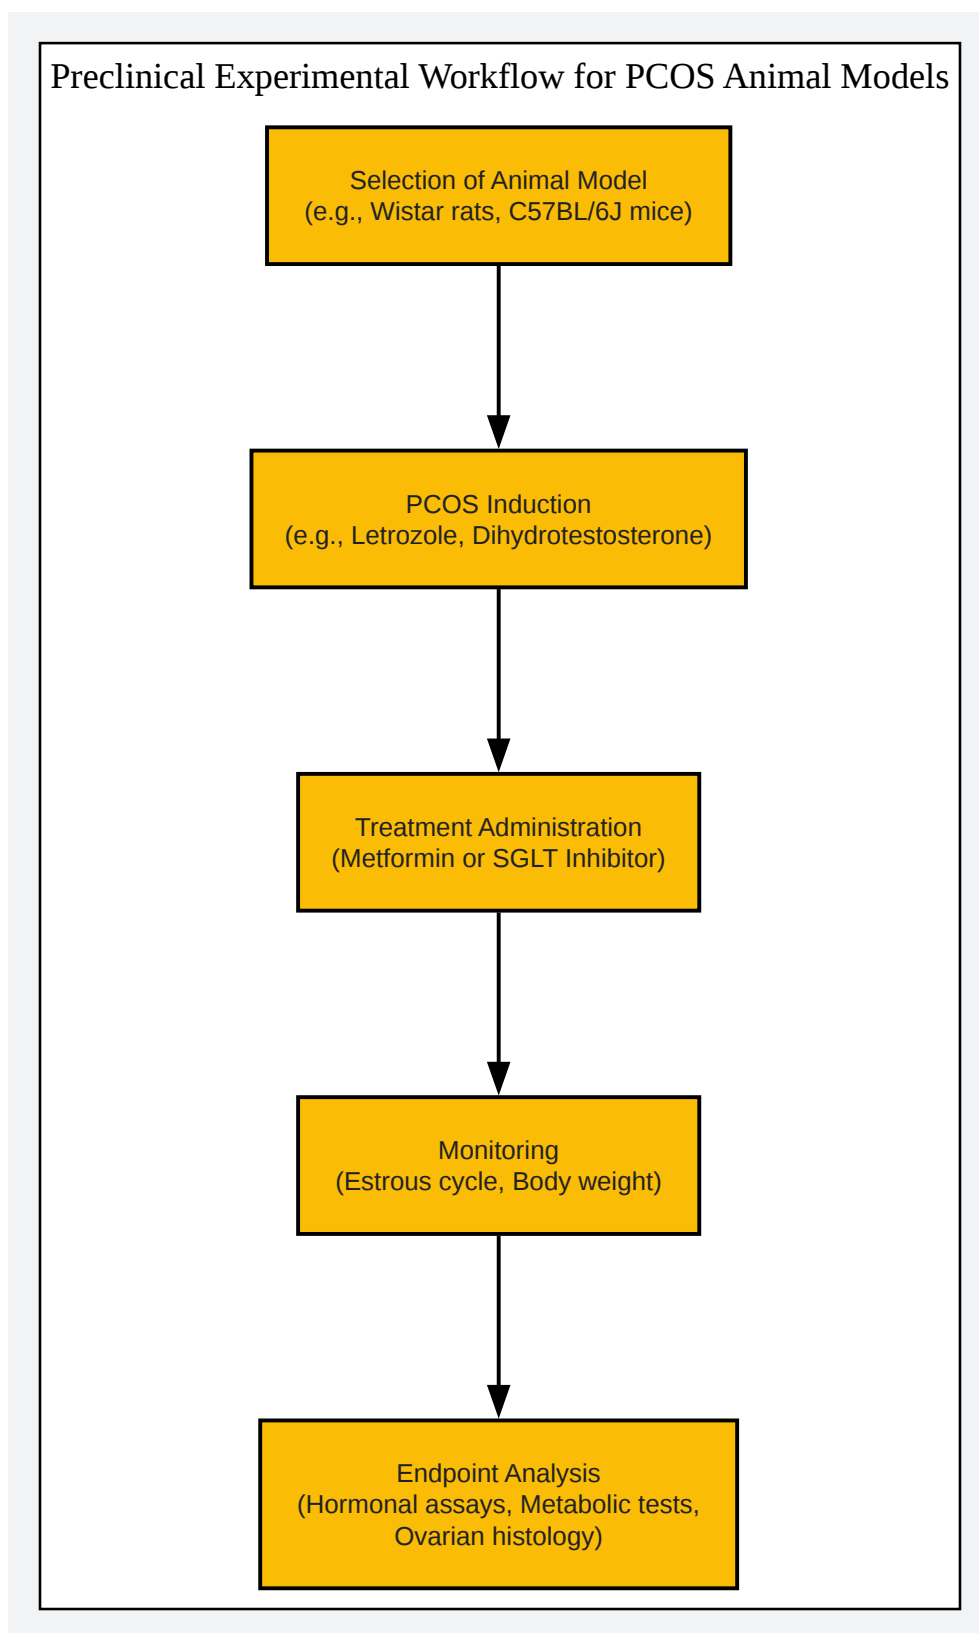 Preclinical Experimental Workflow for PCOS Animal Models
Selection of Animal Model
(e.g., Wistar rats, C57BL/6J mice)
PCOS Induction
(e.g., Letrozole, Dihydrotestosterone)
Treatment Administration
(Metformin or SGLT Inhibitor)
Monitoring
(Estrous cycle, Body weight)
Endpoint Analysis
(Hormonal assays, Metabolic tests,
Ovarian histology)